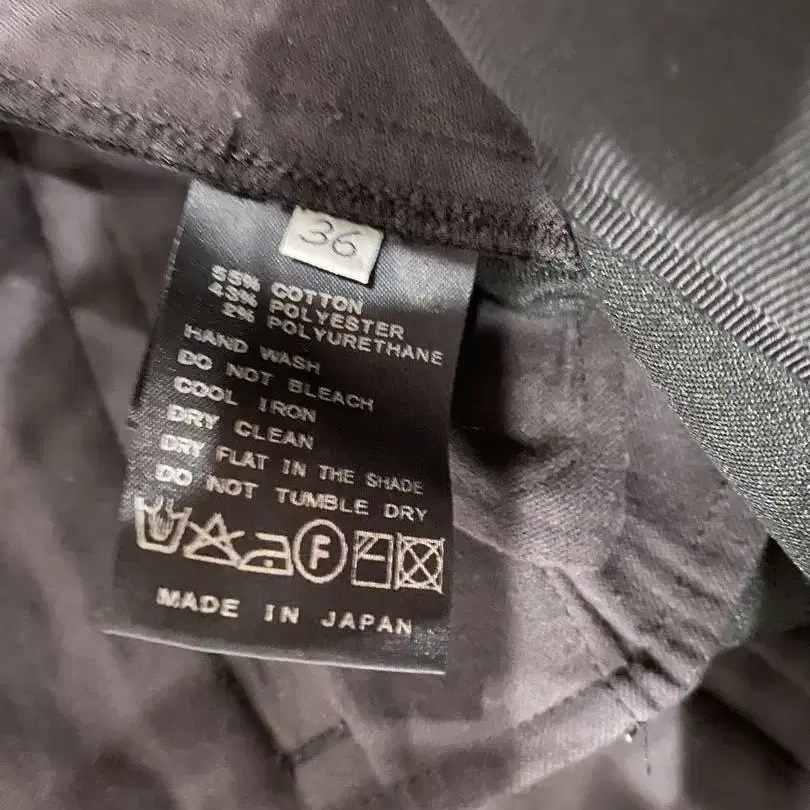 36
55% COTTON
43% POLYESTER
2% POLYURETHANE
HAND WASH
DO NOT BLEACH
COOL IRON
DRY CLEAN
DRY FLAT IN THE SHADE
DO NOT TUMBLE DRY
F
MADE IN JAPAN